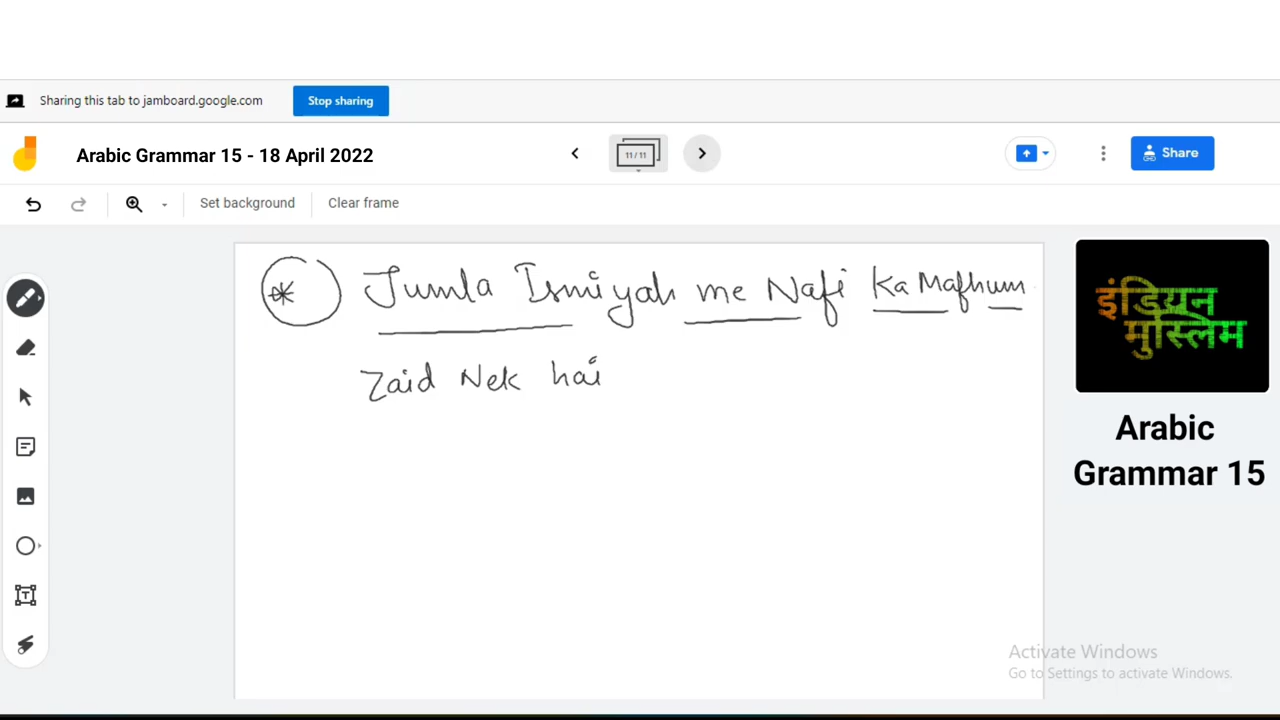 Sharing this tab to jamboard.google.com
Stop sharing
Arabic Grammar 15 - 18 April 2022
11 / 11
Share
Set background
Clear frame
Jumla Ismiyah me Nafi Ka Mafhum
Zaid Nek hai
इंडियन
मुस्लिम
Arabic
Grammar 15
Activate Windows
Go to Settings to activate Windows.